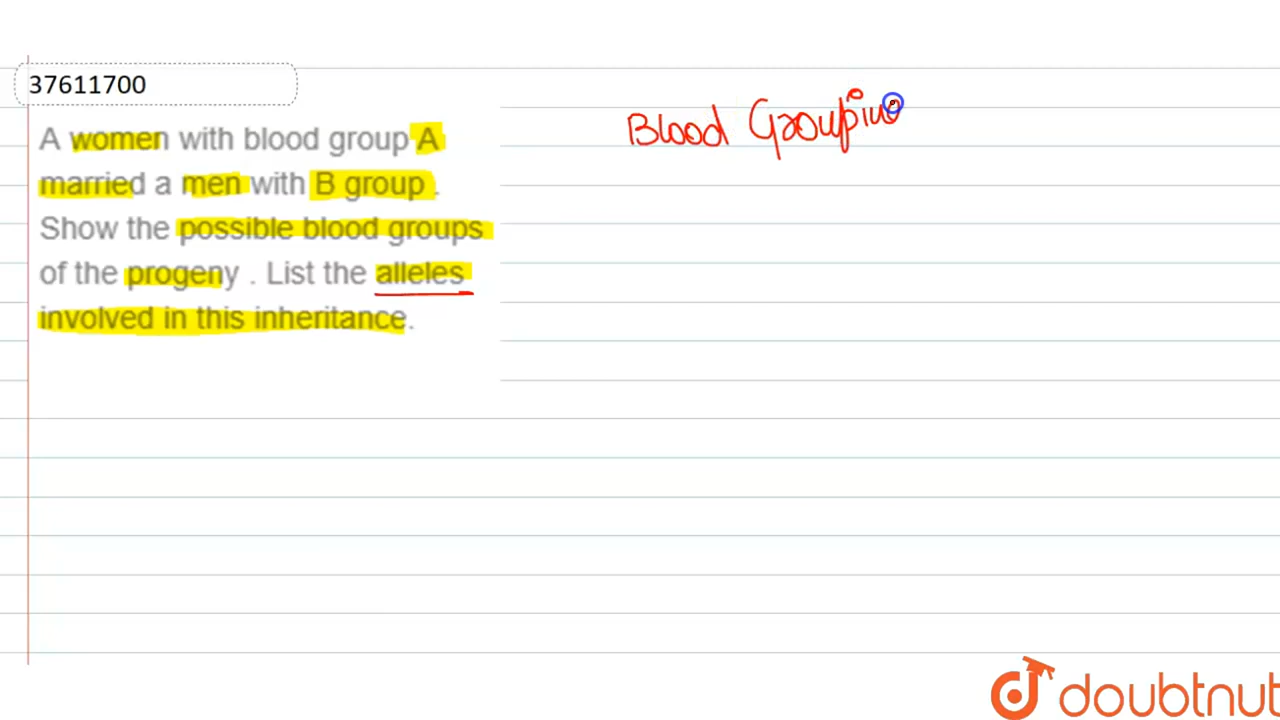 37611700
A women with blood group A
married a men with B group .
Show the possible blood groups
of the progeny . List the alleles
involved in this inheritance.
Blood Groupin
doubtnut